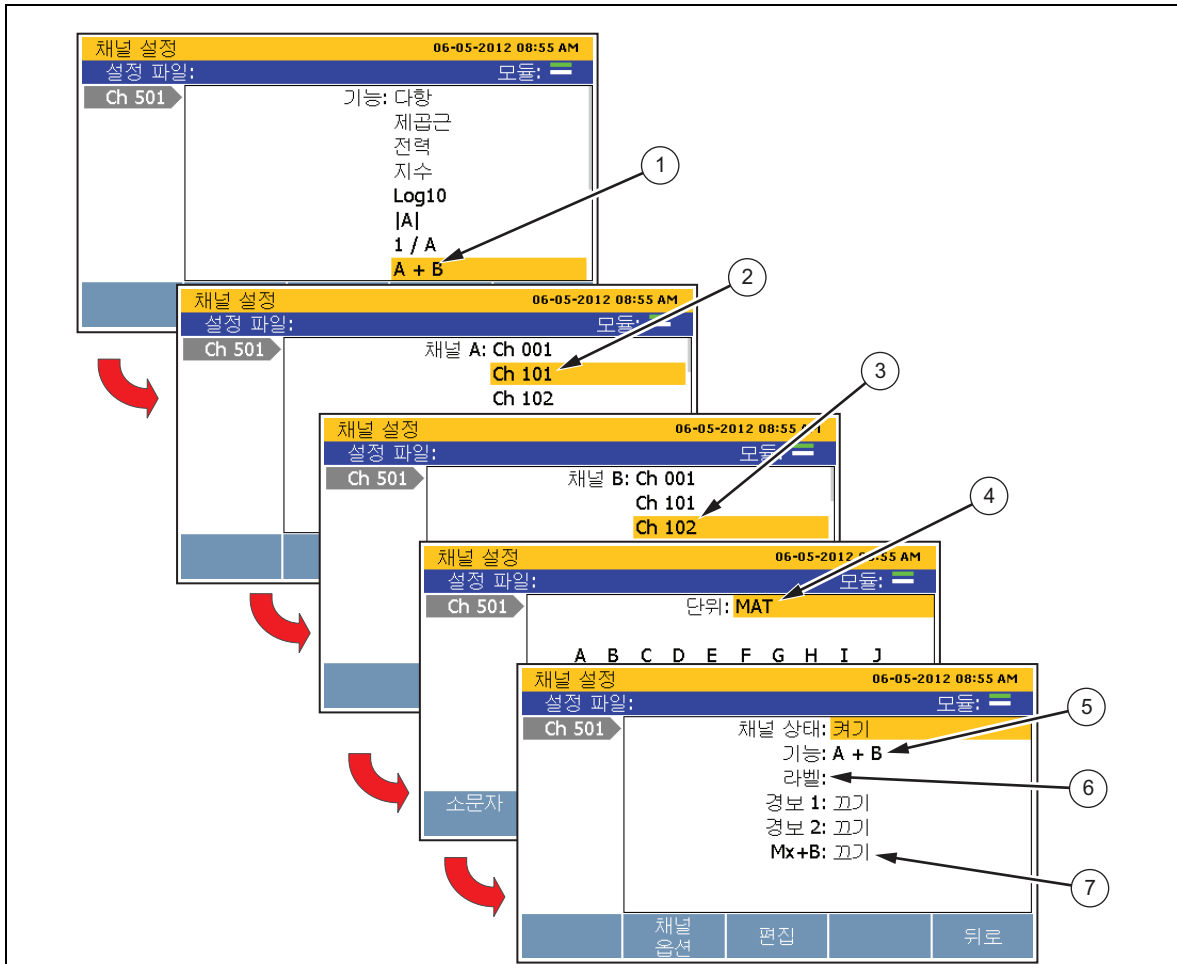 채널 설정 06-05-2012 08:55 AM
설정 파일: 모듈:
Ch 501
기능: 다항
제곱근
전력
지수
Log10
|A|
1 / A
A + B
1
채널 설정 06-05-2012 08:55 AM
설정 파일: 모듈:
Ch 501
채널 A: Ch 001
Ch 101
Ch 102
2
채널 설정 06-05-2012 08:55 AM
설정 파일: 모듈:
Ch 501
채널 B: Ch 001
Ch 101
Ch 102
3
채널 설정 06-05-2012 08:55 AM
설정 파일: 모듈:
Ch 501
단위: MAT
A B C D E F G H I J
소문자
4
채널 설정 06-05-2012 08:55 AM
설정 파일: 모듈:
Ch 501
채널 상태: 켜기
기능: A + B
라벨:
경보 1: 끄기
경보 2: 끄기
Mx+B: 끄기
5
6
7
채널 옵션 편집 뒤로